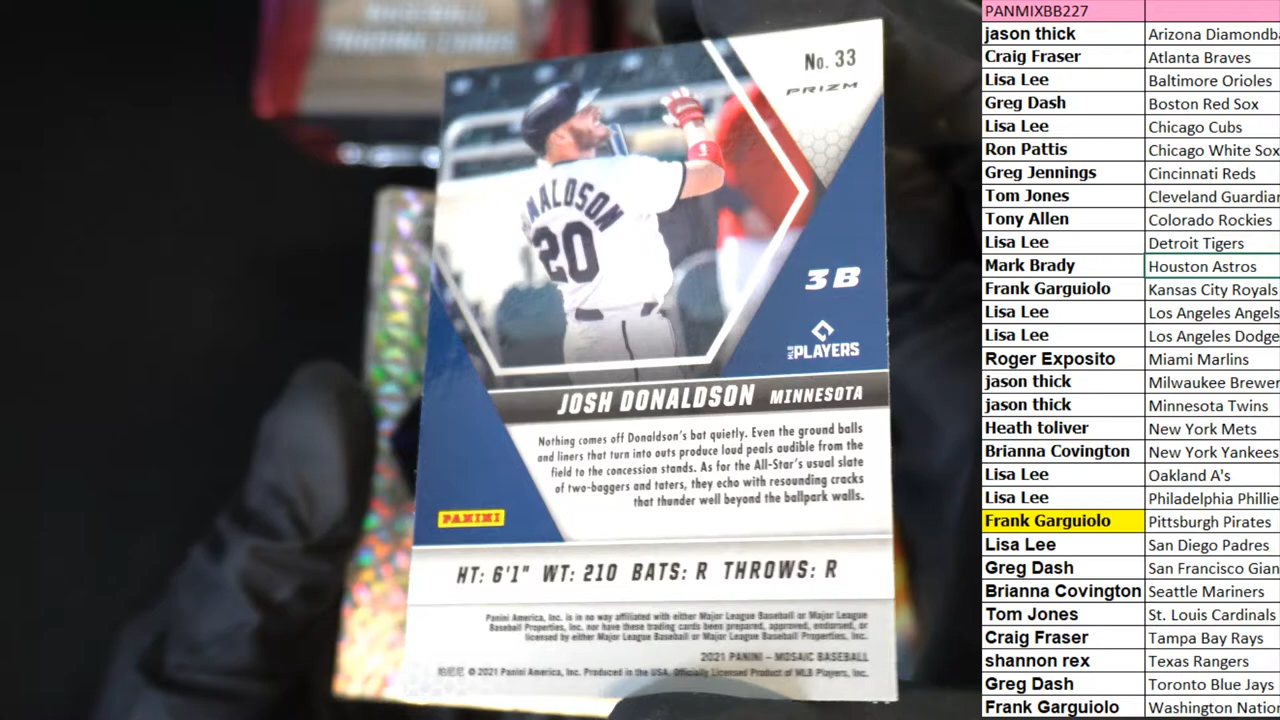 No. 33
PRIZM
20
3B
MLB PLAYERS
JOSH DONALDSON MINNESOTA
Nothing comes off Donaldson's bat quietly. Even the ground balls
and liners that turn into outs produce loud peals audible from the
field to the concession stands. As for the All-Star's usual slate
of two-baggers and taters, they echo with resounding cracks
that thunder well beyond the ballpark walls.
PANINI
HT: 6'1" WT: 210 BATS: R THROWS: R
Panini America, Inc. is in no way affiliated with either Major League Baseball or Major League
Baseball Properties, Inc. nor have these trading cards been prepared, approved, endorsed, or
licensed by either Major League Baseball or Major League Baseball Properties, Inc.
2021 PANINI – MOSAIC BASEBALL
© 2021 Panini America, Inc. Produced in the USA. Officially Licensed Product of MLB Players, Inc.
PANMIXBB227
jason thick Arizona Diamondba
Craig Fraser Atlanta Braves
Lisa Lee Baltimore Orioles
Greg Dash Boston Red Sox
Lisa Lee Chicago Cubs
Ron Pattis Chicago White Sox
Greg Jennings Cincinnati Reds
Tom Jones Cleveland Guardian
Tony Allen Colorado Rockies
Lisa Lee Detroit Tigers
Mark Brady Houston Astros
Frank Garguiolo Kansas City Royals
Lisa Lee Los Angeles Angels
Lisa Lee Los Angeles Dodge
Roger Exposito Miami Marlins
jason thick Milwaukee Brewer
jason thick Minnesota Twins
Heath toliver New York Mets
Brianna Covington New York Yankees
Lisa Lee Oakland A's
Lisa Lee Philadelphia Phillie
Frank Garguiolo Pittsburgh Pirates
Lisa Lee San Diego Padres
Greg Dash San Francisco Gian
Brianna Covington Seattle Mariners
Tom Jones St. Louis Cardinals
Craig Fraser Tampa Bay Rays
shannon rex Texas Rangers
Greg Dash Toronto Blue Jays
Frank Garguiolo Washington Natio